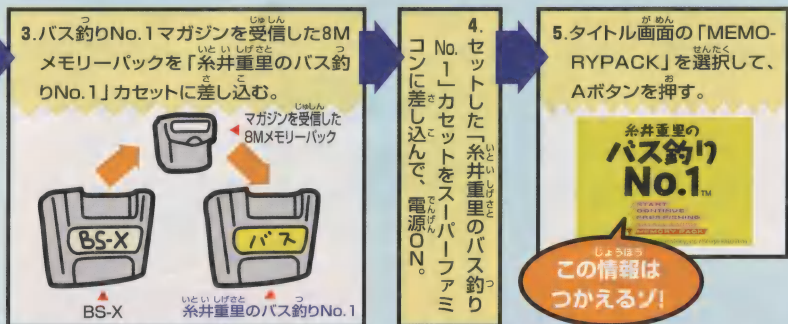 3.バス釣りNo.1マガジンを受信した8M
メモリーパックを「糸井重里のバス釣
りNo.1」カセットに差し込む。
マガジンを受信した
8Mメモリーパック
BS-X
バス
BS-X
糸井重里のバス釣りNo.1
4.セットした「糸井重里のバス釣り
No.1」カセットをスーパーファミ
コンに差し込んで、電源ON。
5.タイトル画面の「MEMO-
RYPACK」を選択して、
Aボタンを押す。
糸井重里の
バス釣り
No.1 TM
START
CONTINUE
この情報は
つかえるゾ!